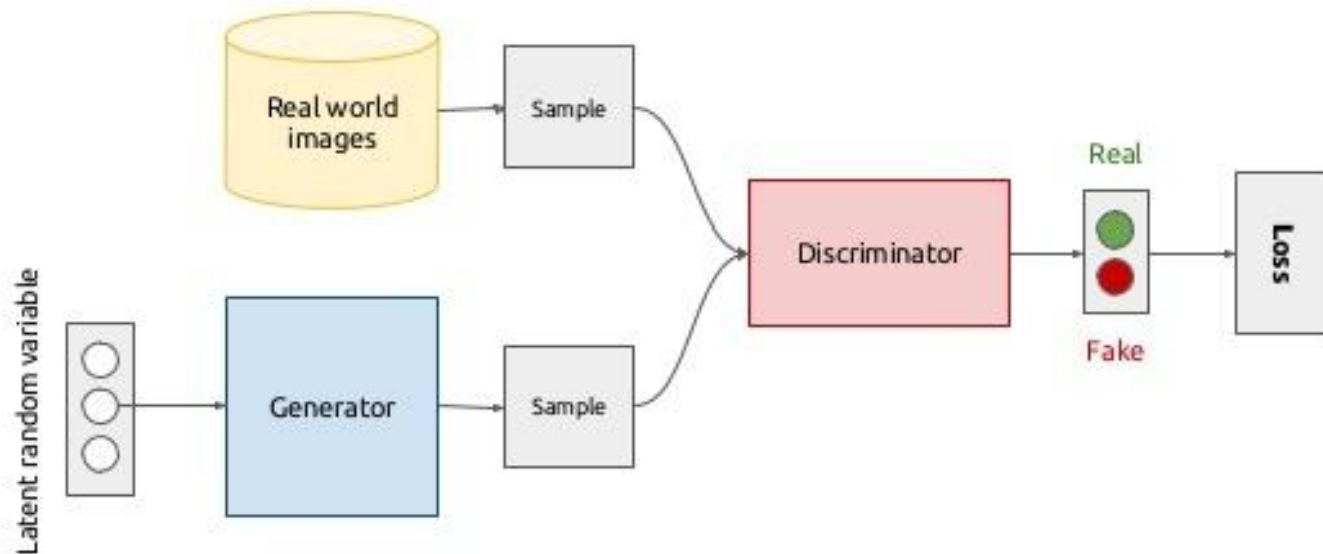 Real world
images
Sample
Real
Discriminator
Loss
Fake
Latent random variable
Generator
Sample